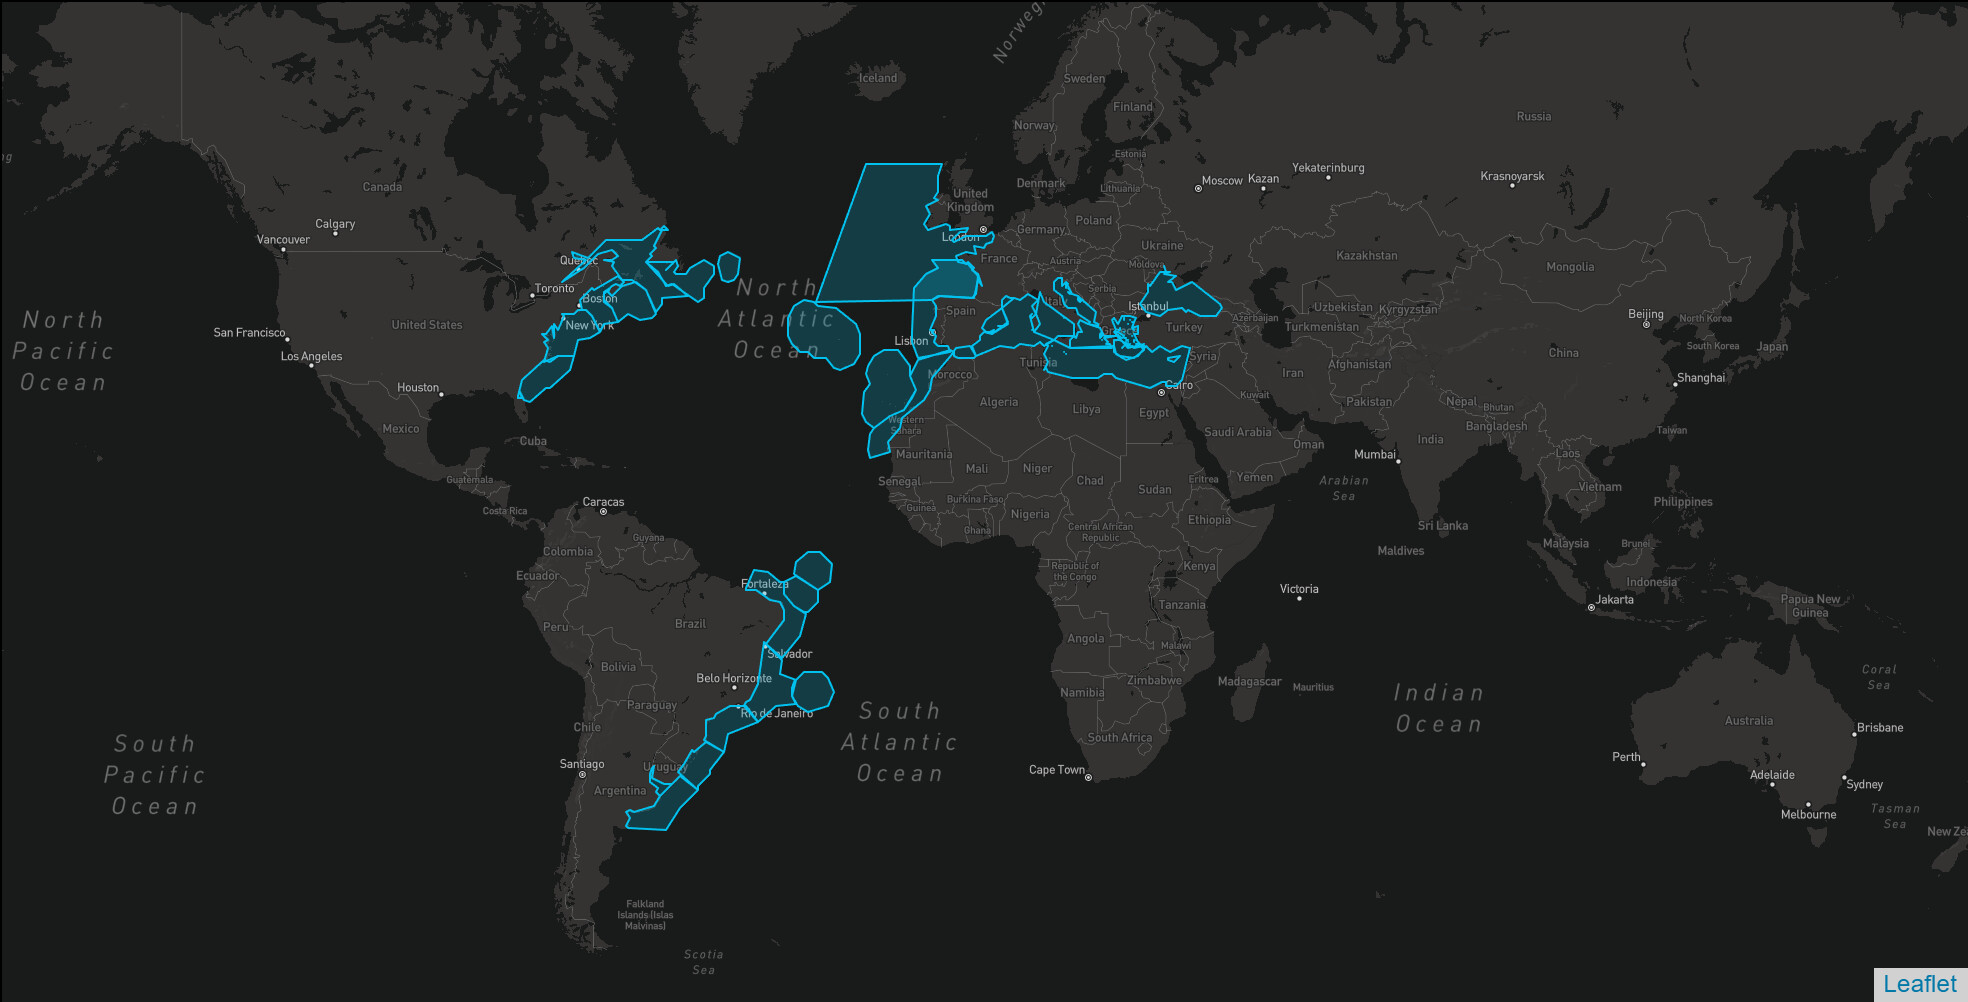 Norweg
Iceland
Sweden
Finland
Norway
Russia
Estonia
ng
Canada
United
Kingdom
Denmark
Lithuania
Moscow
Kazan
Yekaterinburg
Krasnoyarsk
Calgary
Vancouver
London
Germany
Poland
Ukraine
Quebec
France
Austria
Moldova
Kazakhstan
Mongolia
Toronto
Boston
North
Atlantic
Ocean
Serbia
Italy
Istanbul
Uzbekistan
Kyrgyzstan
North
Pacific
Ocean
San Francisco
United States
New York
Spain
Lisbon
Greece
Turkey
Azerbaijan
Turkmenistan
Beijing
North Korea
South Korea
Japan
Los Angeles
Houston
Morocco
Tunisia
Syria
Iran
Afghanistan
China
Shanghai
Mexico
Cuba
Algeria
Libya
Cairo
Egypt
Kuwait
Pakistan
Nepal
Bhutan
Western
Sahara
Saudi Arabia
Oman
India
Bangladesh
Taiwan
Mauritania
Mali
Niger
Chad
Sudan
Eritrea
Yemen
Mumbai
Arabian
Sea
Laos
Vietnam
Philippines
Guatemala
Costa Rica
Caracas
Senegal
Guinea
Burkina Faso
Ghana
Nigeria
Central African
Republic
Ethiopia
Sri Lanka
Maldives
Malaysia
Brunei
Colombia
Guyana
Ecuador
Fortaleza
Republic of
the Congo
Kenya
Victoria
Indonesia
Jakarta
Papua New
Guinea
Peru
Brazil
Tanzania
Angola
Malawi
Salvador
Bolivia
Belo Horizonte
Paraguay
Rio de Janeiro
Namibia
Zimbabwe
Madagascar
Mauritius
Indian
Ocean
Coral
Sea
Chile
South
Atlantic
Ocean
South Africa
Australia
Brisbane
South
Pacific
Ocean
Santiago
Uruguay
Argentina
Cape Town
Perth
Adelaide
Sydney
Melbourne
Tasman
Sea
New Zea
Falkland
Islands (Islas
Malvinas)
Scotia
Sea
Leaflet